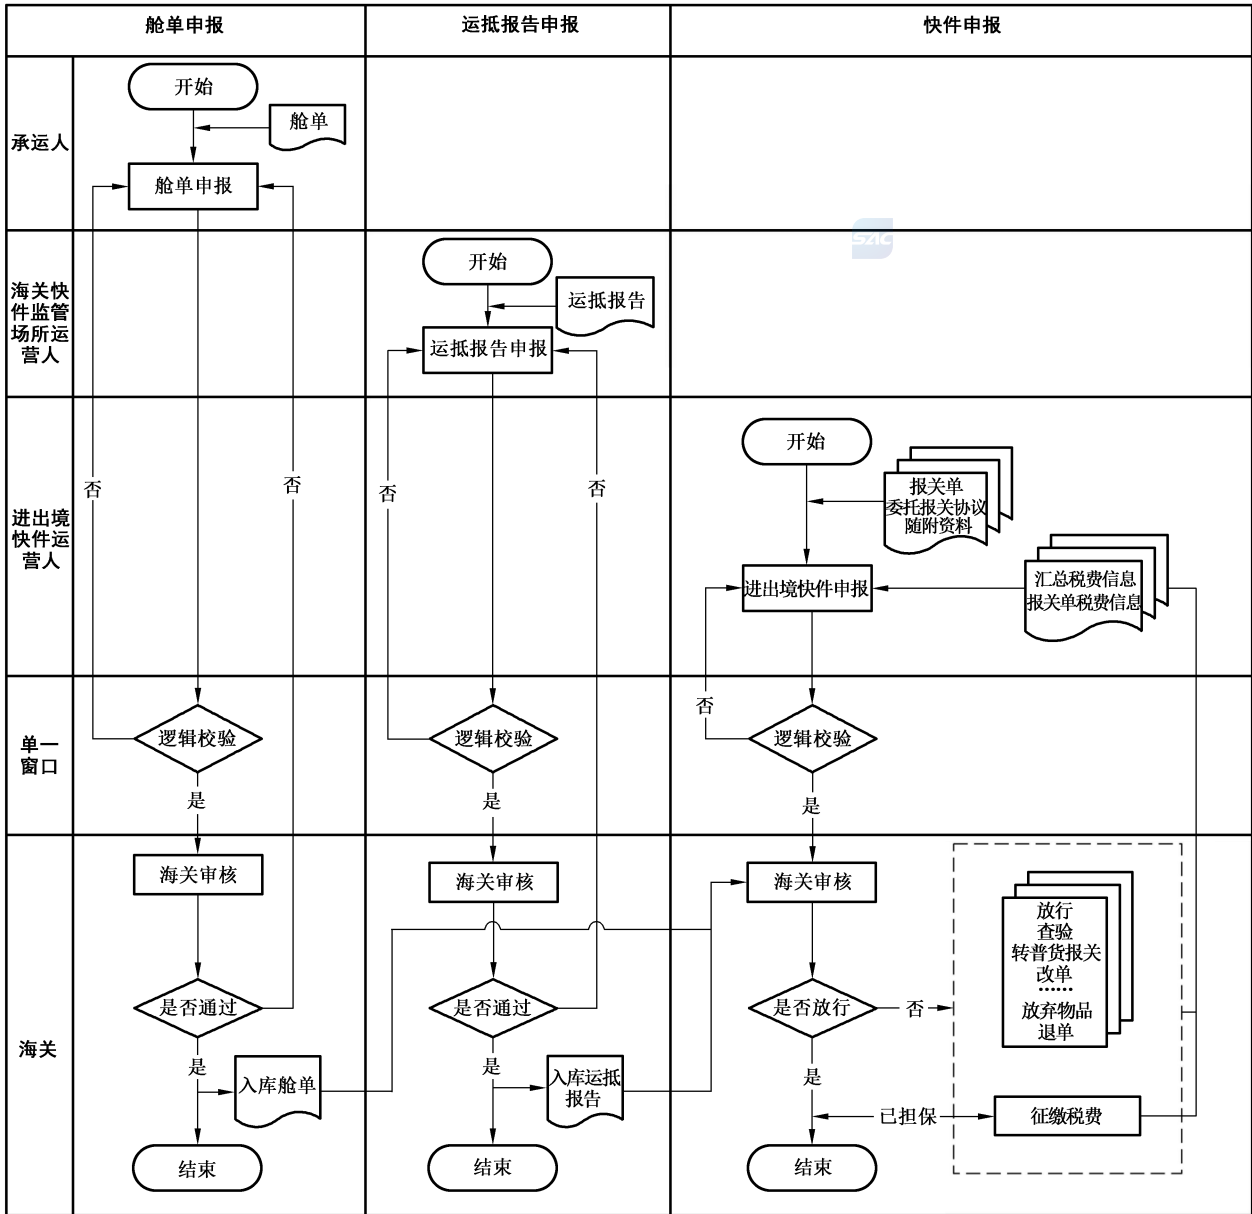 舱单申报
运抵报告申报
快件申报
承运人
开始
舱单
舱单申报
海关快
件监管
场所运
营人
开始
运抵报告
运抵报告申报
SAC
进出境
快件运
营人
否
否
否
否
开始
报关单
委托报关协议
随附资料
进出境快件申报
汇总税费信息
报关单税费信息
单一
窗口
逻辑校验
是
逻辑校验
是
否
逻辑校验
是
海关
海关审核
是否通过
是
入库舱单
结束
海关审核
是否通过
是
入库运抵
报告
结束
海关审核
是否放行
否
是
已担保
结束
放行
查验
转普货报关
改单
……
放弃物品
退单
征缴税费